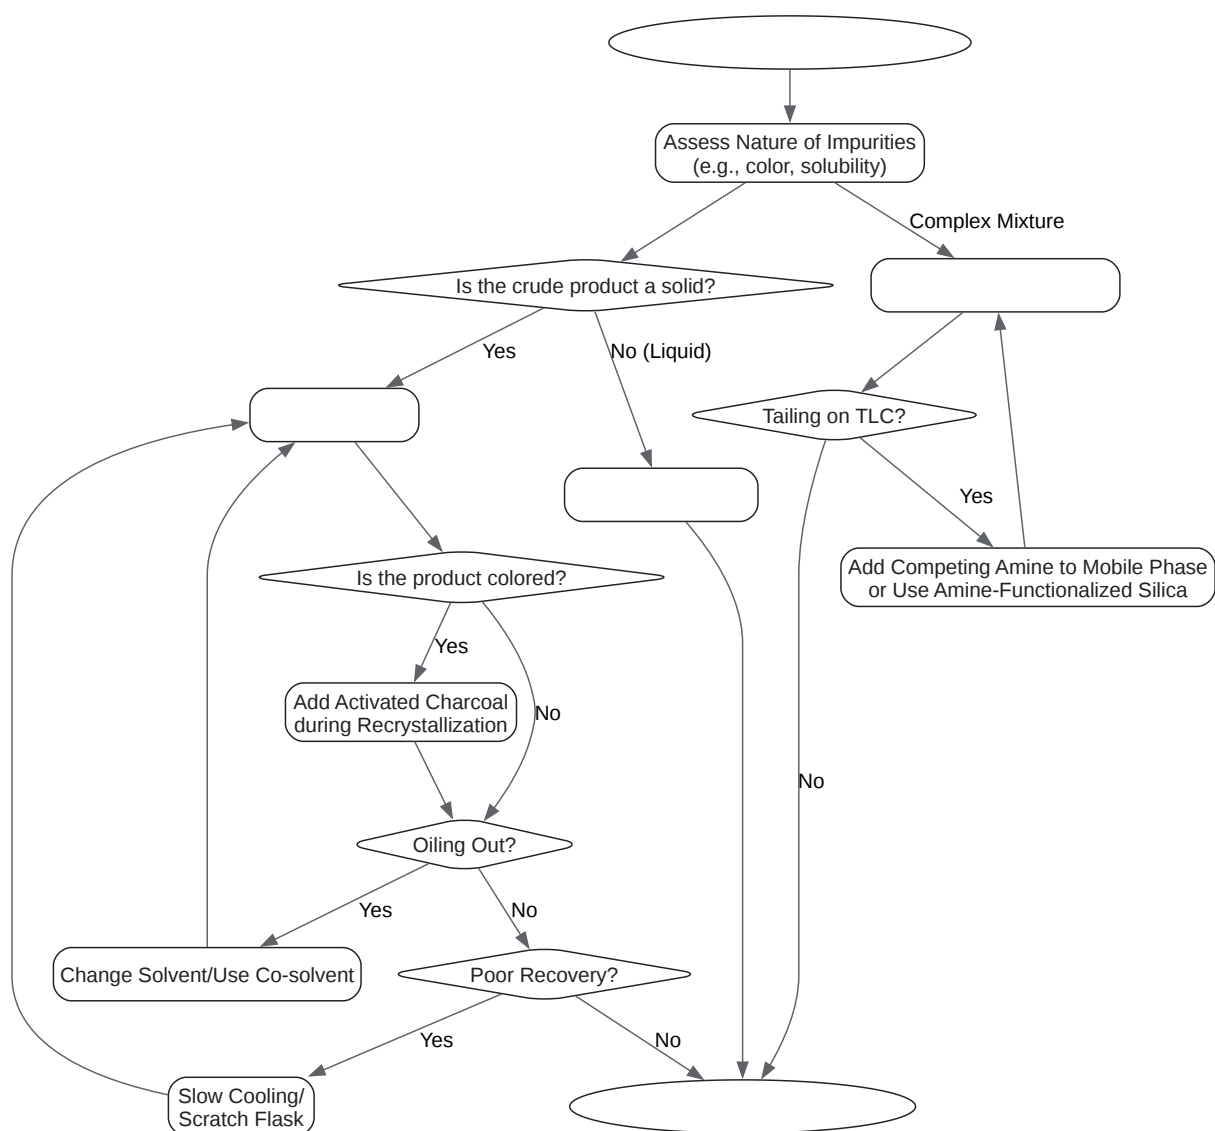 Assess Nature of Impurities
(e.g., color, solubility)
Complex Mixture
Is the crude product a solid?
Yes
No (Liquid)
Tailing on TLC?
Yes
Add Competing Amine to Mobile Phase
or Use Amine-Functionalized Silica
Is the product colored?
Yes
Add Activated Charcoal
during Recrystallization
No
No
Oiling Out?
Yes
No
Change Solvent/Use Co-solvent
Poor Recovery?
Yes
No
Slow Cooling/
Scratch Flask